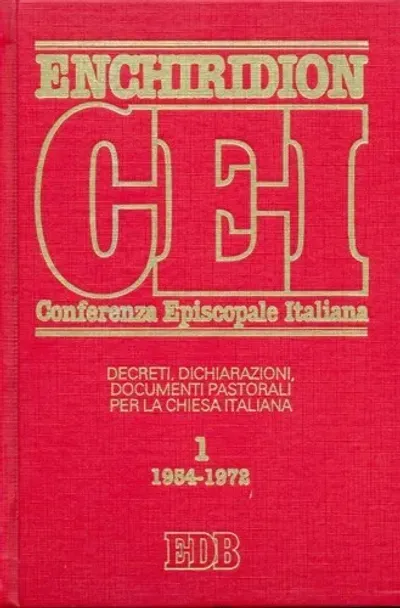 ENCHIRIDION
CEI
Conferenza Episcopale Italiana
DECRETI, DICHIARAZIONI,
DOCUMENTI PASTORALI
PER LA CHIESA ITALIANA
1
1954-1972
EDB